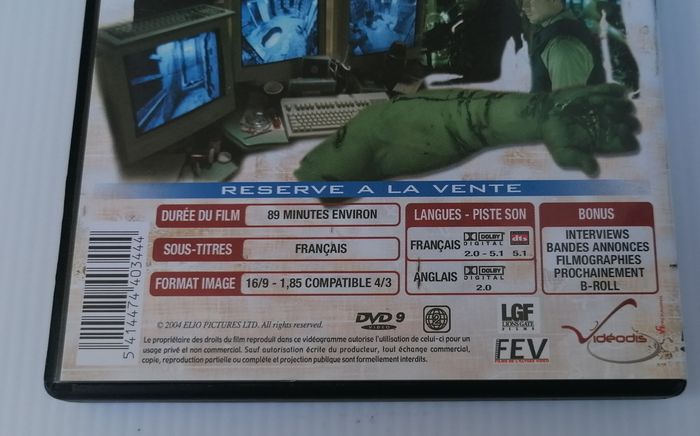 RESERVE A LA VENTE
DURÉE DU FILM
89 MINUTES ENVIRON
SOUS-TITRES
FRANÇAIS
FORMAT IMAGE
16/9 - 1,85 COMPATIBLE 4/3
LANGUES - PISTE SON
FRANÇAIS
DOLBY
DIGITAL
dts
2.0 - 5.1
5.1
ANGLAIS
DOLBY
DIGITAL
2.0
BONUS
INTERVIEWS
BANDES ANNONCES
FILMOGRAPHIES
PROCHAINEMENT
B-ROLL
5 414474 403444
© 2004 ELIO PICTURES LTD. All rights reserved.
DVD 9
VIDEO
2
LGF
LIONS GATE
FILMS
FEV
Vidéodis
Le propriétaire des droits du film reproduit dans ce vidéogramme autorise l'utilisation de celui-ci pour un
usage privé et non commercial. Sauf autorisation écrite du producteur, tout échange commercial,
copie, reproduction partielle ou complète et projection publique sont formellement interdits.